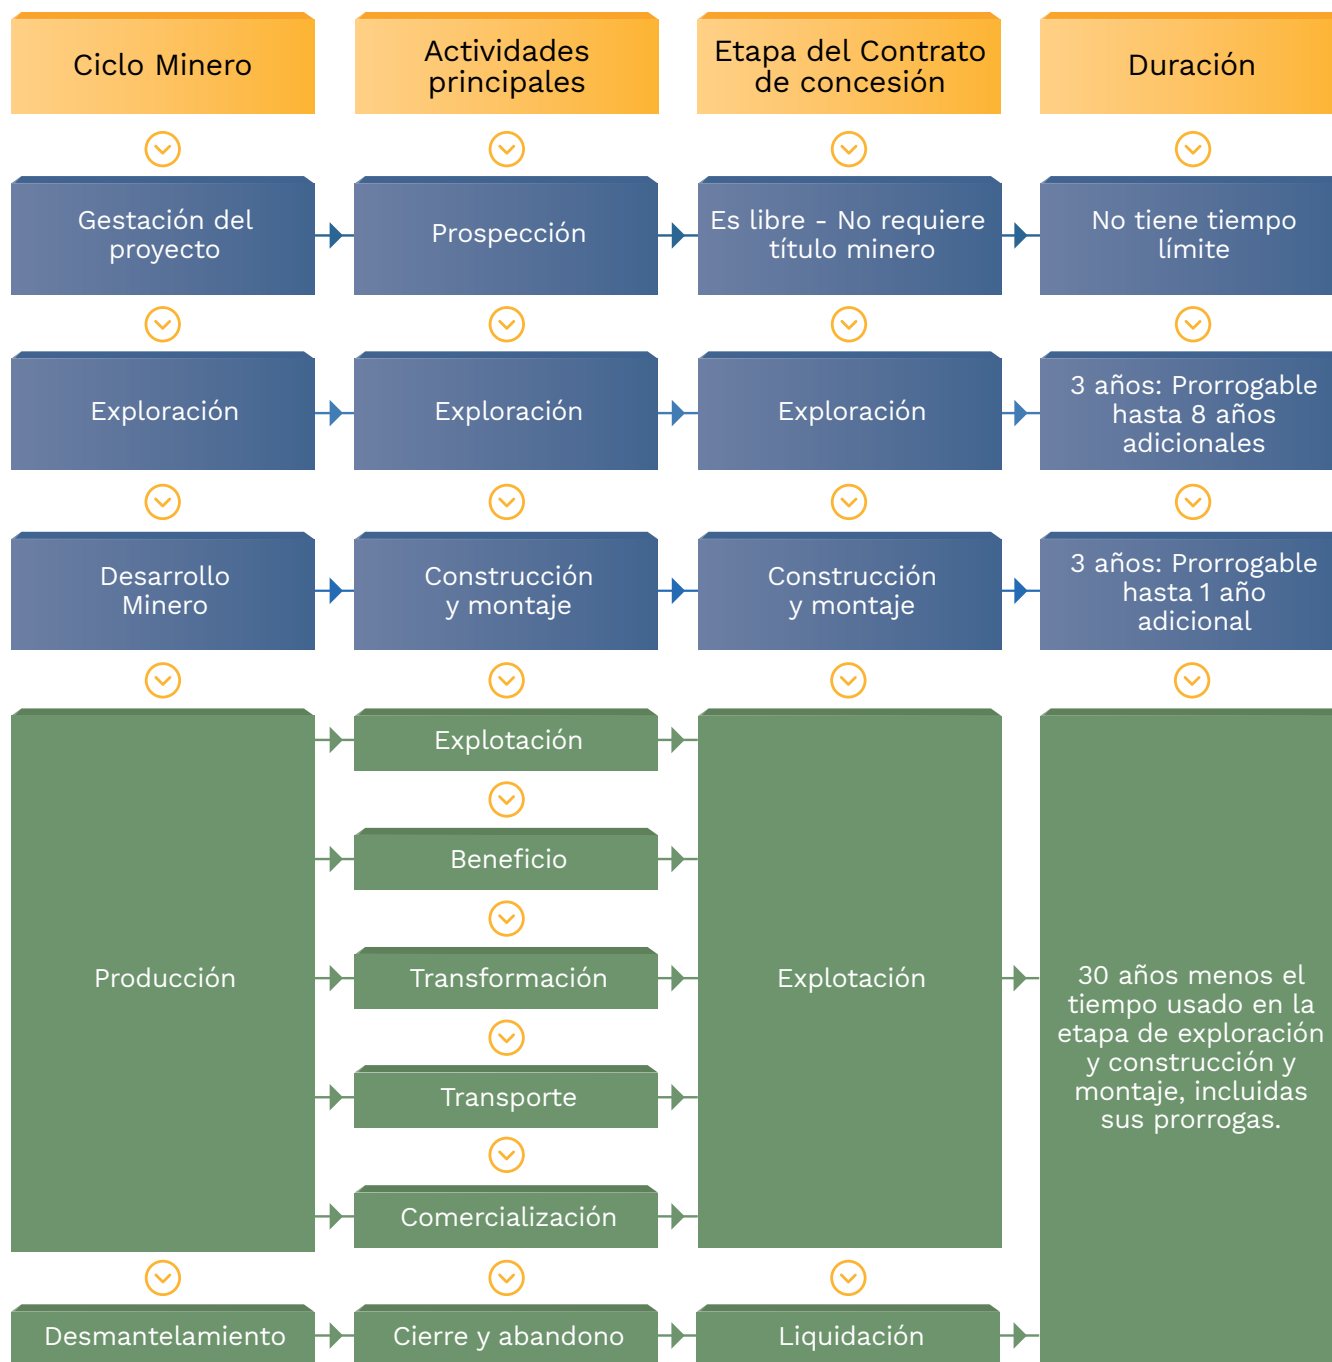 Ciclo Minero
Actividades
principales
Etapa del Contrato
de concesión
Duración
Gestación del
proyecto
Prospección
Es libre - No requiere
título minero
No tiene tiempo
límite
Exploración
Exploración
Exploración
3 años: Prorrogable
hasta 8 años
adicionales
Desarrollo
Minero
Construcción
y montaje
Construcción
y montaje
3 años: Prorrogable
hasta 1 año
adicional
Producción
Explotación
Beneficio
Transformación
Transporte
Comercialización
Explotación
30 años menos el
tiempo usado en la
etapa de exploración
y construcción y
montaje, incluidas
sus prorrogas.
Desmantelamiento
Cierre y abandono
Liquidación